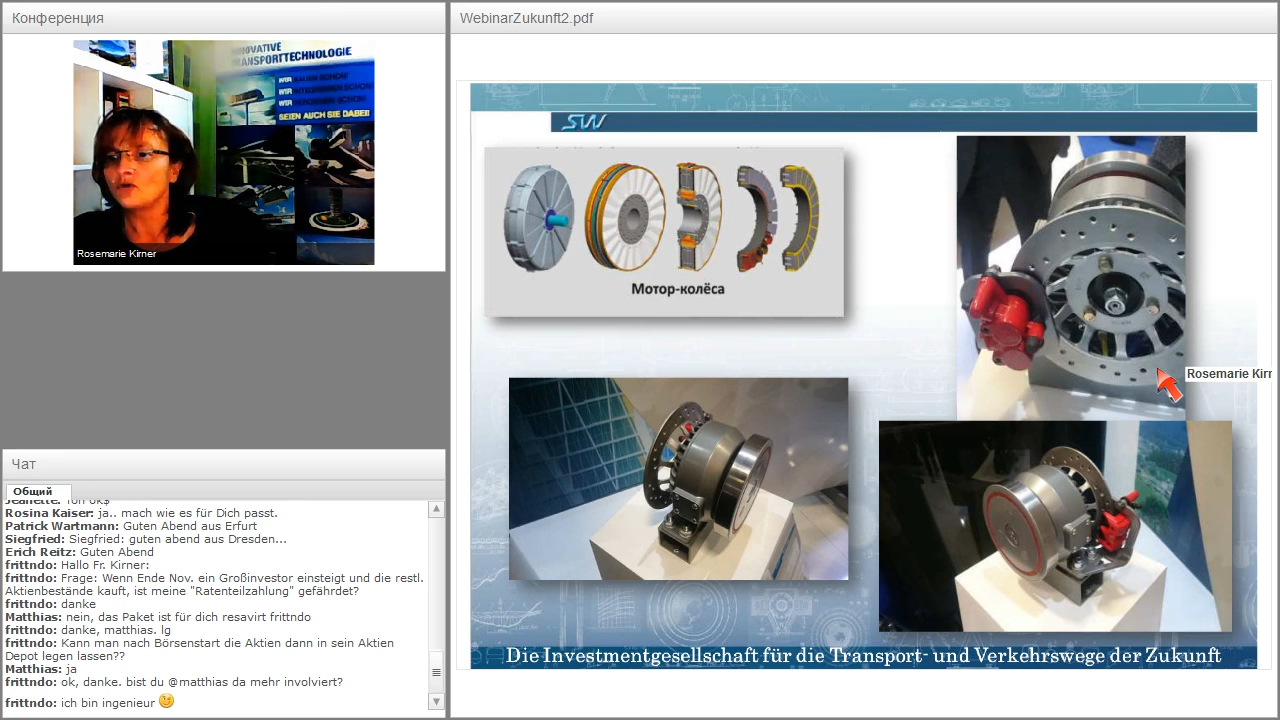 Конференция
INNOVATIVE
TRANSPORTTECHNOLOGIE
WIR BAUEN SCHON!
WIR
WIR
SEIEN AUCH SIE DABEI!
Rosemarie Kirner
Чат
Общий
Jeanette:
Rosina Kaiser: ja.. mach wie es für Dich passt.
Patrick Wartmann: Guten Abend aus Erfurt
Siegfried: Siegfried: guten abend aus Dresden...
Erich Reitz: Guten Abend
frittndo: Hallo Fr. Kirner:
frittndo: Frage: Wenn Ende Nov. ein Großinvestor einsteigt und die restl.
Aktienbestände kauft, ist meine "Ratenteilzahlung" gefährdet?
frittndo: danke
Matthias: nein, das Paket ist für dich resavirt frittndo
frittndo: danke, matthias. lg
frittndo: Kann man nach Börsenstart die Aktien dann in sein Aktien
Depot legen lassen??
Matthias: ja
frittndo: ok, danke. bist du @matthias da mehr involviert?
frittndo: ich bin ingenieur
WebinarZukunft2.pdf
SW
Мотор-колёса
Rosemarie Kirr
Die Investmentgesellschaft für die Transport- und Verkehrswege der Zukunft